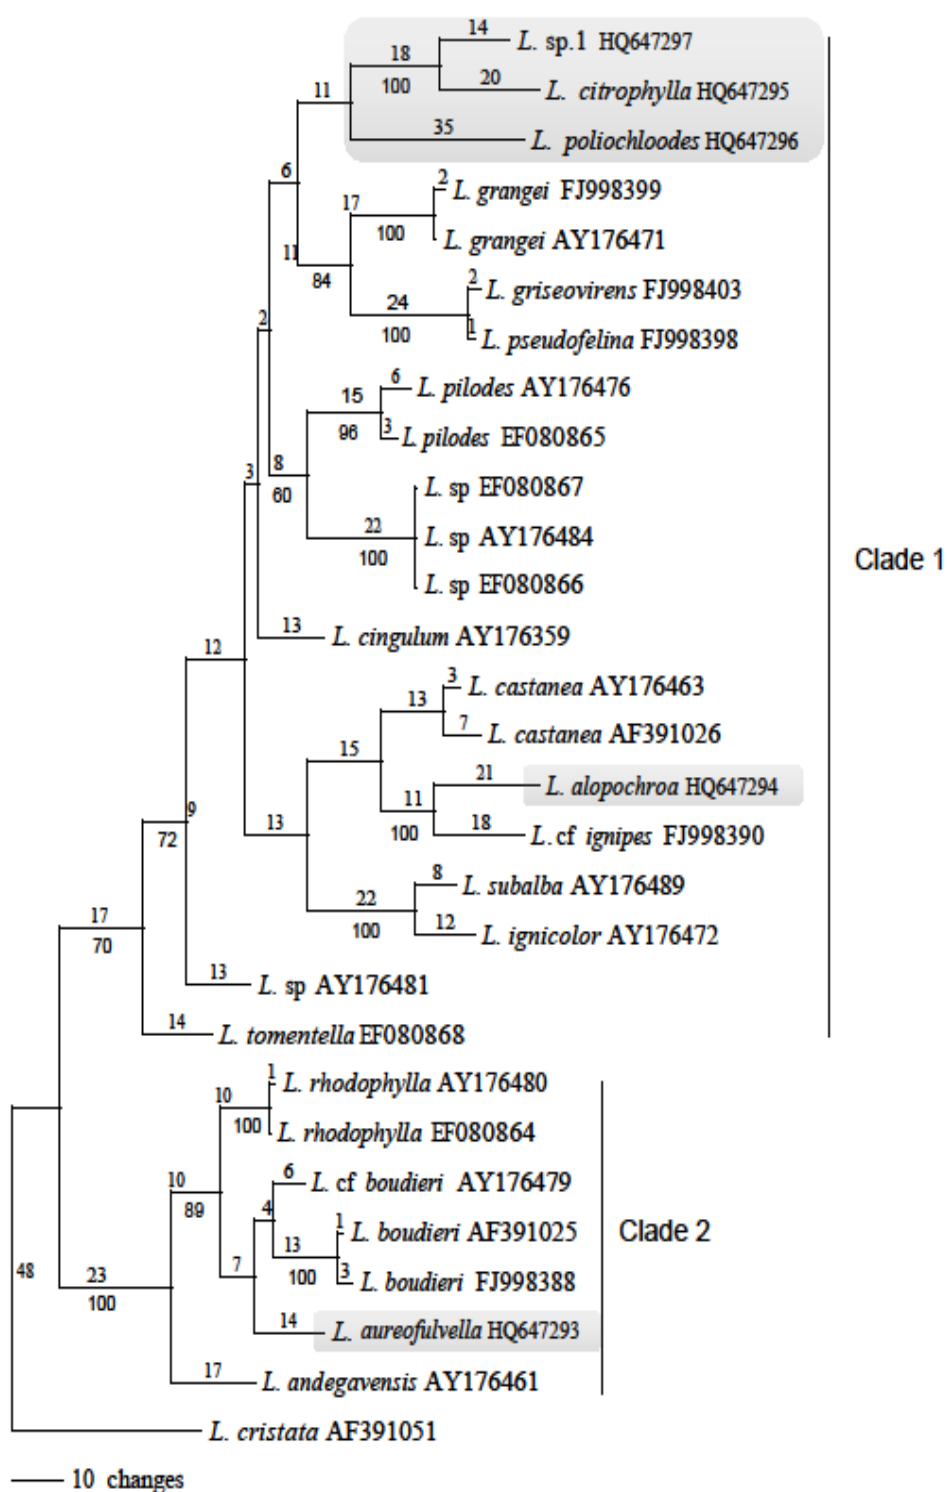 14
L. sp.1 HQ647297
18
100
20
L. citrophylla HQ647295
11
35
L. poliochloodes HQ647296
6
2
L. grangei FJ998399
17
100
L. grangei AY176471
11
84
2
L. griseovirens FJ998403
24
100
1
L. pseudofelina FJ998398
2
6
L. pilodes AY176476
15
96
3
L. pilodes EF080865
8
60
L. sp EF080867
22
100
L. sp AY176484
L. sp EF080866
3
Clade 1
13
L. cingulum AY176359
12
3
L. castanea AY176463
13
7
L. castanea AF391026
15
21
L. alopochroa HQ647294
11
100
18
L. cf ignipes FJ998390
13
8
L. subalba AY176489
22
100
12
L. ignicolor AY176472
9
72
13
L. sp AY176481
17
70
14
L. tomentella EF080868
1
L. rhodophylla AY176480
10
100
L. rhodophylla EF080864
10
89
6
L. cf boudieri AY176479
4
1
L. boudieri AF391025
Clade 2
13
100
3
L. boudieri FJ998388
7
14
L. aureofulvella HQ647293
23
100
17
L. andegavensis AY176461
48
L. cristata AF391051
10 changes